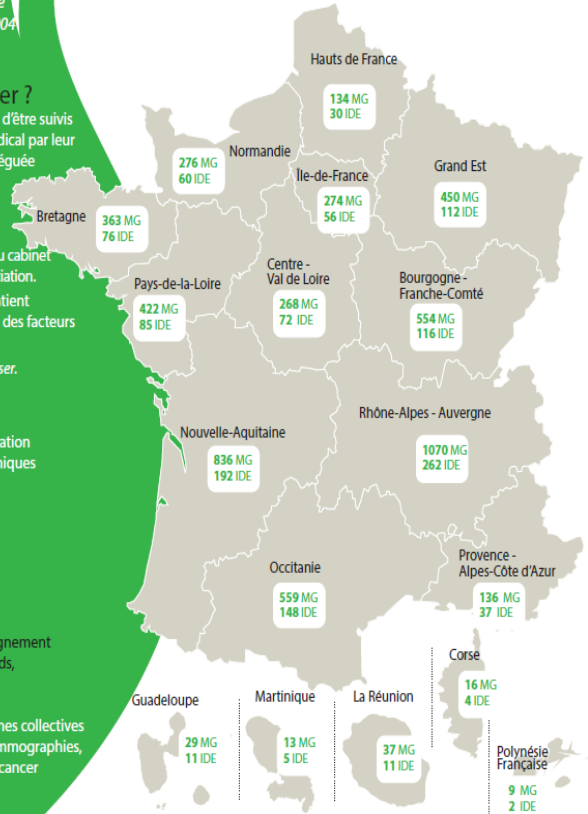 004
er ?
d'être suivis
dical par leur
éguée
u cabinet
iation.
tient
des facteurs
ser.
ation
niques
gnement
ds,
nes collectives
mmographies,
cancer
Hauts de France
134 MG
30 IDE
Normandie
276 MG
60 IDE
Île-de-France
274 MG
56 IDE
Grand Est
450 MG
112 IDE
Bretagne
363 MG
76 IDE
Pays-de-la-Loire
422 MG
85 IDE
Centre -
Val de Loire
268 MG
72 IDE
Bourgogne -
Franche-Comté
554 MG
116 IDE
Nouvelle-Aquitaine
836 MG
192 IDE
Rhône-Alpes - Auvergne
1070 MG
262 IDE
Occitanie
559 MG
148 IDE
Provence -
Alpes-Côte d'Azur
136 MG
37 IDE
Corse
16 MG
4 IDE
Guadeloupe
29 MG
11 IDE
Martinique
13 MG
5 IDE
La Réunion
37 MG
11 IDE
Polynésie
Française
9 MG
2 IDE